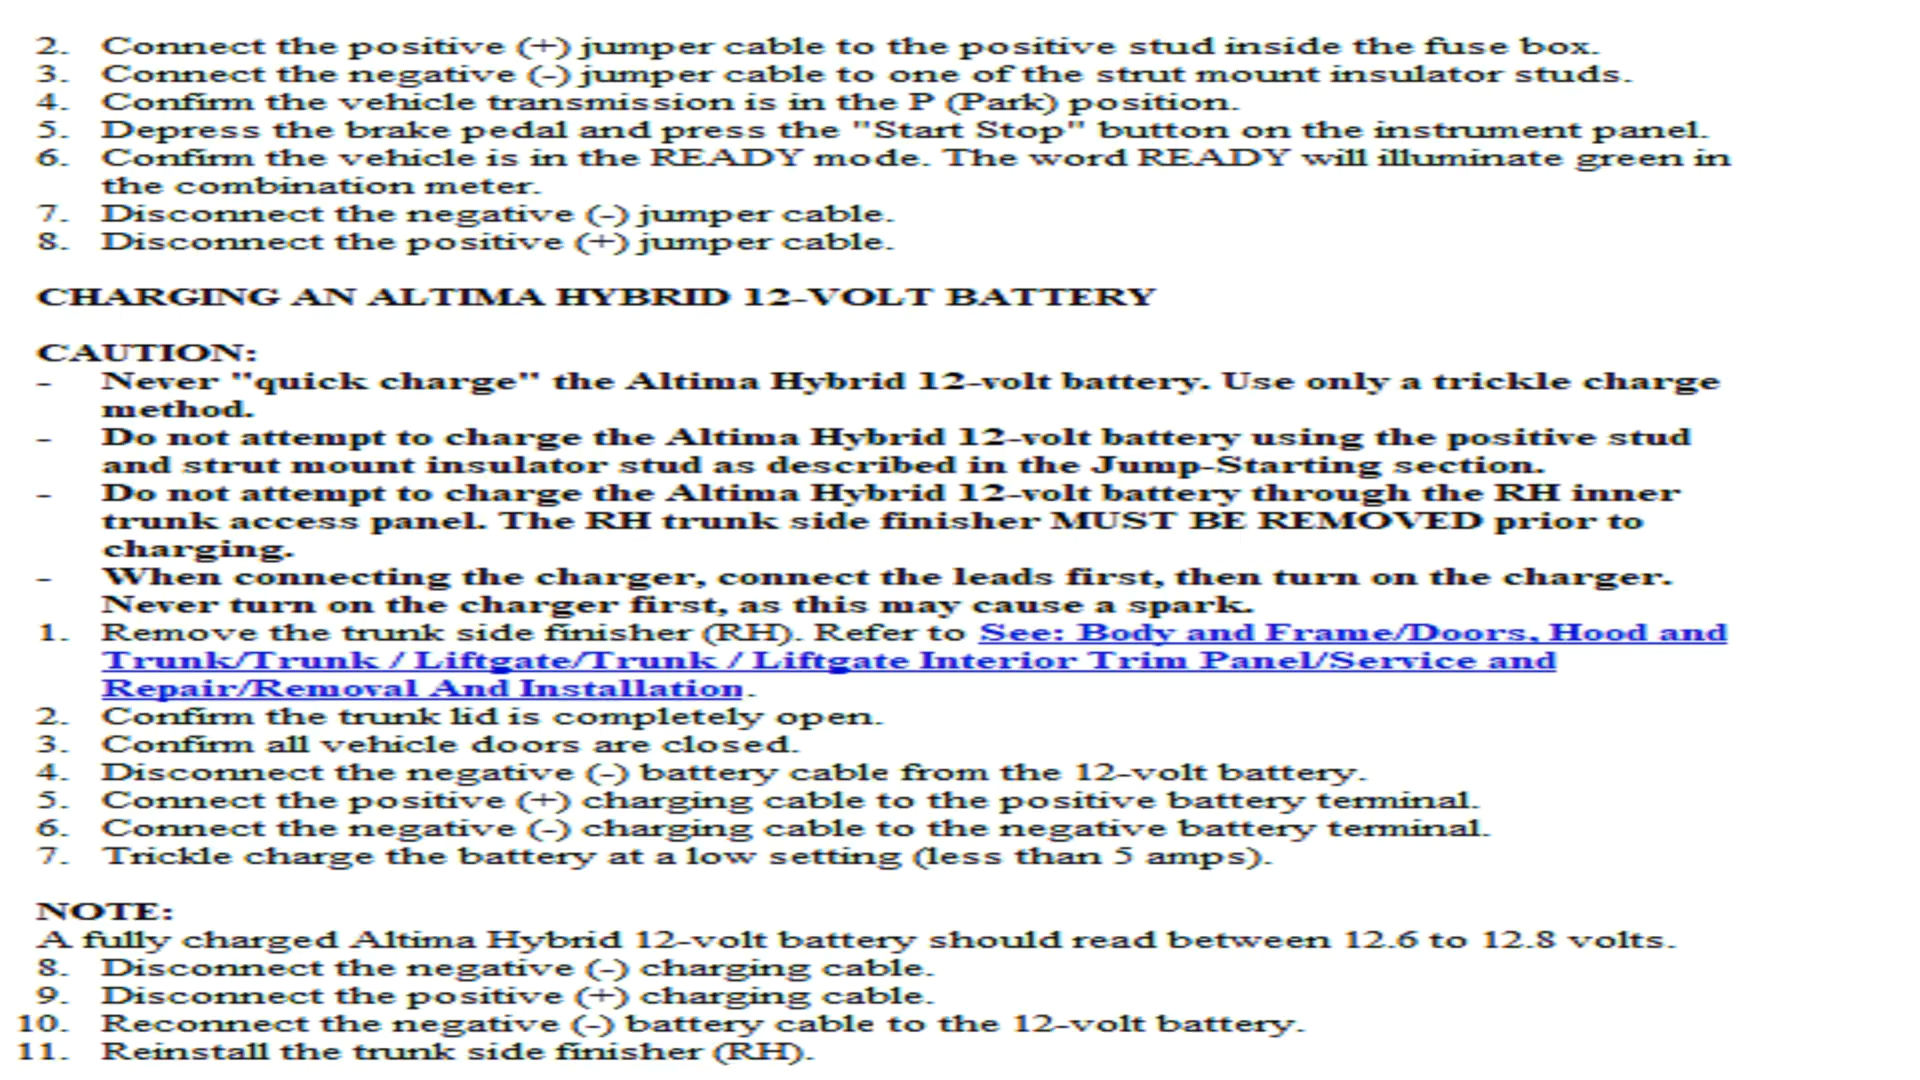 2. Connect the positive (+) jumper cable to the positive stud inside the fuse box.
3. Connect the negative (-) jumper cable to one of the strut mount insulator studs.
4. Confirm the vehicle transmission is in the P (Park) position.
5. Depress the brake pedal and press the "Start Stop" button on the instrument panel.
6. Confirm the vehicle is in the READY mode. The word READY will illuminate green in
the combination meter.
7. Disconnect the negative (-) jumper cable.
8. Disconnect the positive (+) jumper cable.
CHARGING AN ALTIMA HYBRID 12-VOLT BATTERY
CAUTION:
- Never "quick charge" the Altima Hybrid 12-volt battery. Use only a trickle charge
method.
- Do not attempt to charge the Altima Hybrid 12-volt battery using the positive stud
and strut mount insulator stud as described in the Jump-Starting section.
- Do not attempt to charge the Altima Hybrid 12-volt battery through the RH inner
trunk access panel. The RH trunk side finisher MUST BE REMOVED prior to
charging.
- When connecting the charger, connect the leads first, then turn on the charger.
Never turn on the charger first, as this may cause a spark.
1. Remove the trunk side finisher (RH). Refer to See: Body and Frame/Doors, Hood and
Trunk/Trunk / Liftgate/Trunk / Liftgate Interior Trim Panel/Service and
Repair/Removal And Installation.
2. Confirm the trunk lid is completely open.
3. Confirm all vehicle doors are closed.
4. Disconnect the negative (-) battery cable from the 12-volt battery.
5. Connect the positive (+) charging cable to the positive battery terminal.
6. Connect the negative (-) charging cable to the negative battery terminal.
7. Trickle charge the battery at a low setting (less than 5 amps).
NOTE:
A fully charged Altima Hybrid 12-volt battery should read between 12.6 to 12.8 volts.
8. Disconnect the negative (-) charging cable.
9. Disconnect the positive (+) charging cable.
10. Reconnect the negative (-) battery cable to the 12-volt battery.
11. Reinstall the trunk side finisher (RH).